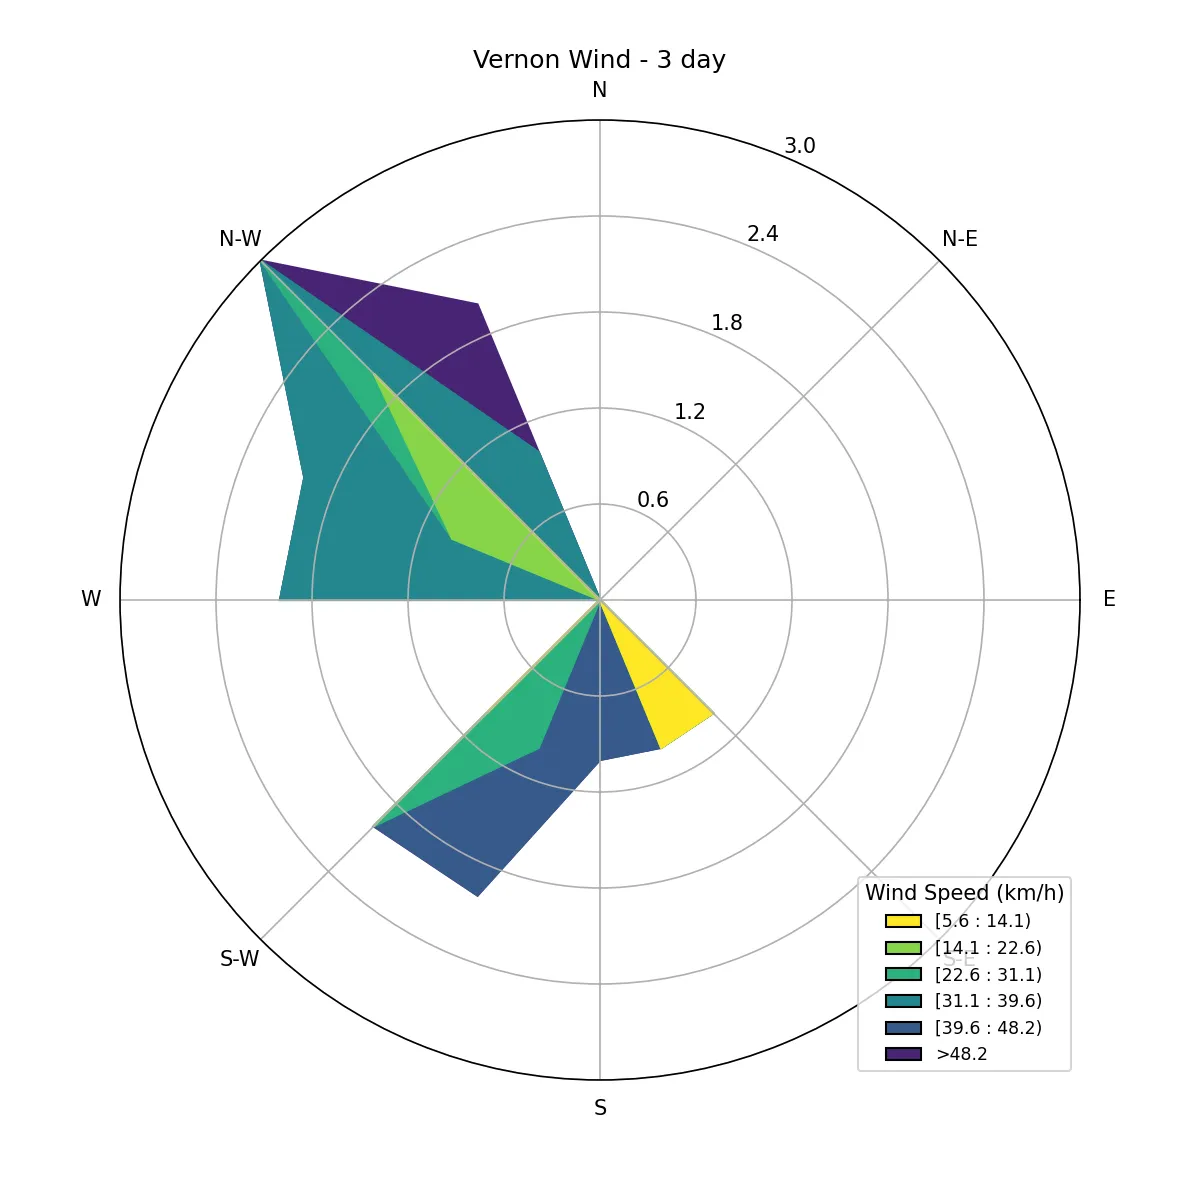 Vernon Wind - 3 day
N
3.0
2.4
N-W
N-E
1.8
1.2
0.6
W
E
Wind Speed (km/h)
[5.6 : 14.1)
[14.1 : 22.6)
S-W
S-E
[22.6 : 31.1)
[31.1 : 39.6)
[39.6 : 48.2)
>48.2
S